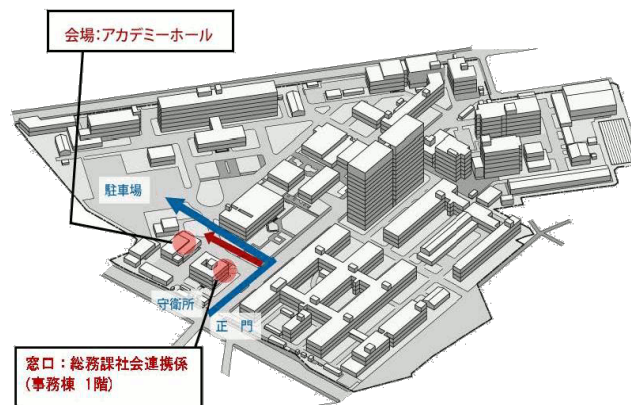 会場:アカデミーホール
駐車場
守衛所
正　門
窓口：総務課社会連携係
(事務棟 1階)